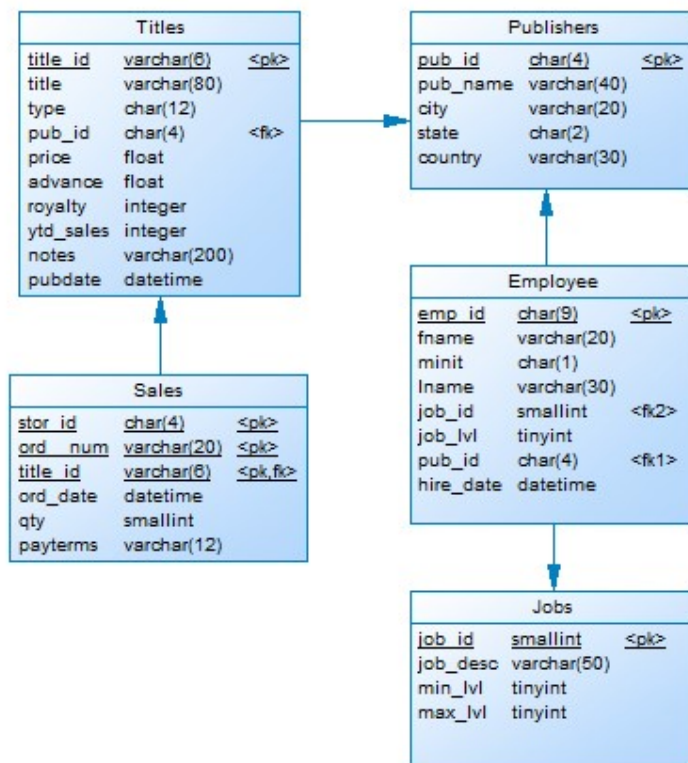 Titles
title_id varchar(6) <pk>
title varchar(80)
type char(12)
pub_id char(4) <fk>
price float
advance float
royalty integer
ytd_sales integer
notes varchar(200)
pubdate datetime
Publishers
pub_id char(4) <pk>
pub_name varchar(40)
city varchar(20)
state char(2)
country varchar(30)
Sales
stor_id char(4) <pk>
ord_num varchar(20) <pk>
title_id varchar(6) <pk,fk>
ord_date datetime
qty smallint
payterms varchar(12)
Employee
emp_id char(9) <pk>
fname varchar(20)
minit char(1)
lname varchar(30)
job_id smallint <fk2>
job_lvl tinyint
pub_id char(4) <fk1>
hire_date datetime
Jobs
job_id smallint <pk>
job_desc varchar(50)
min_lvl tinyint
max_lvl tinyint